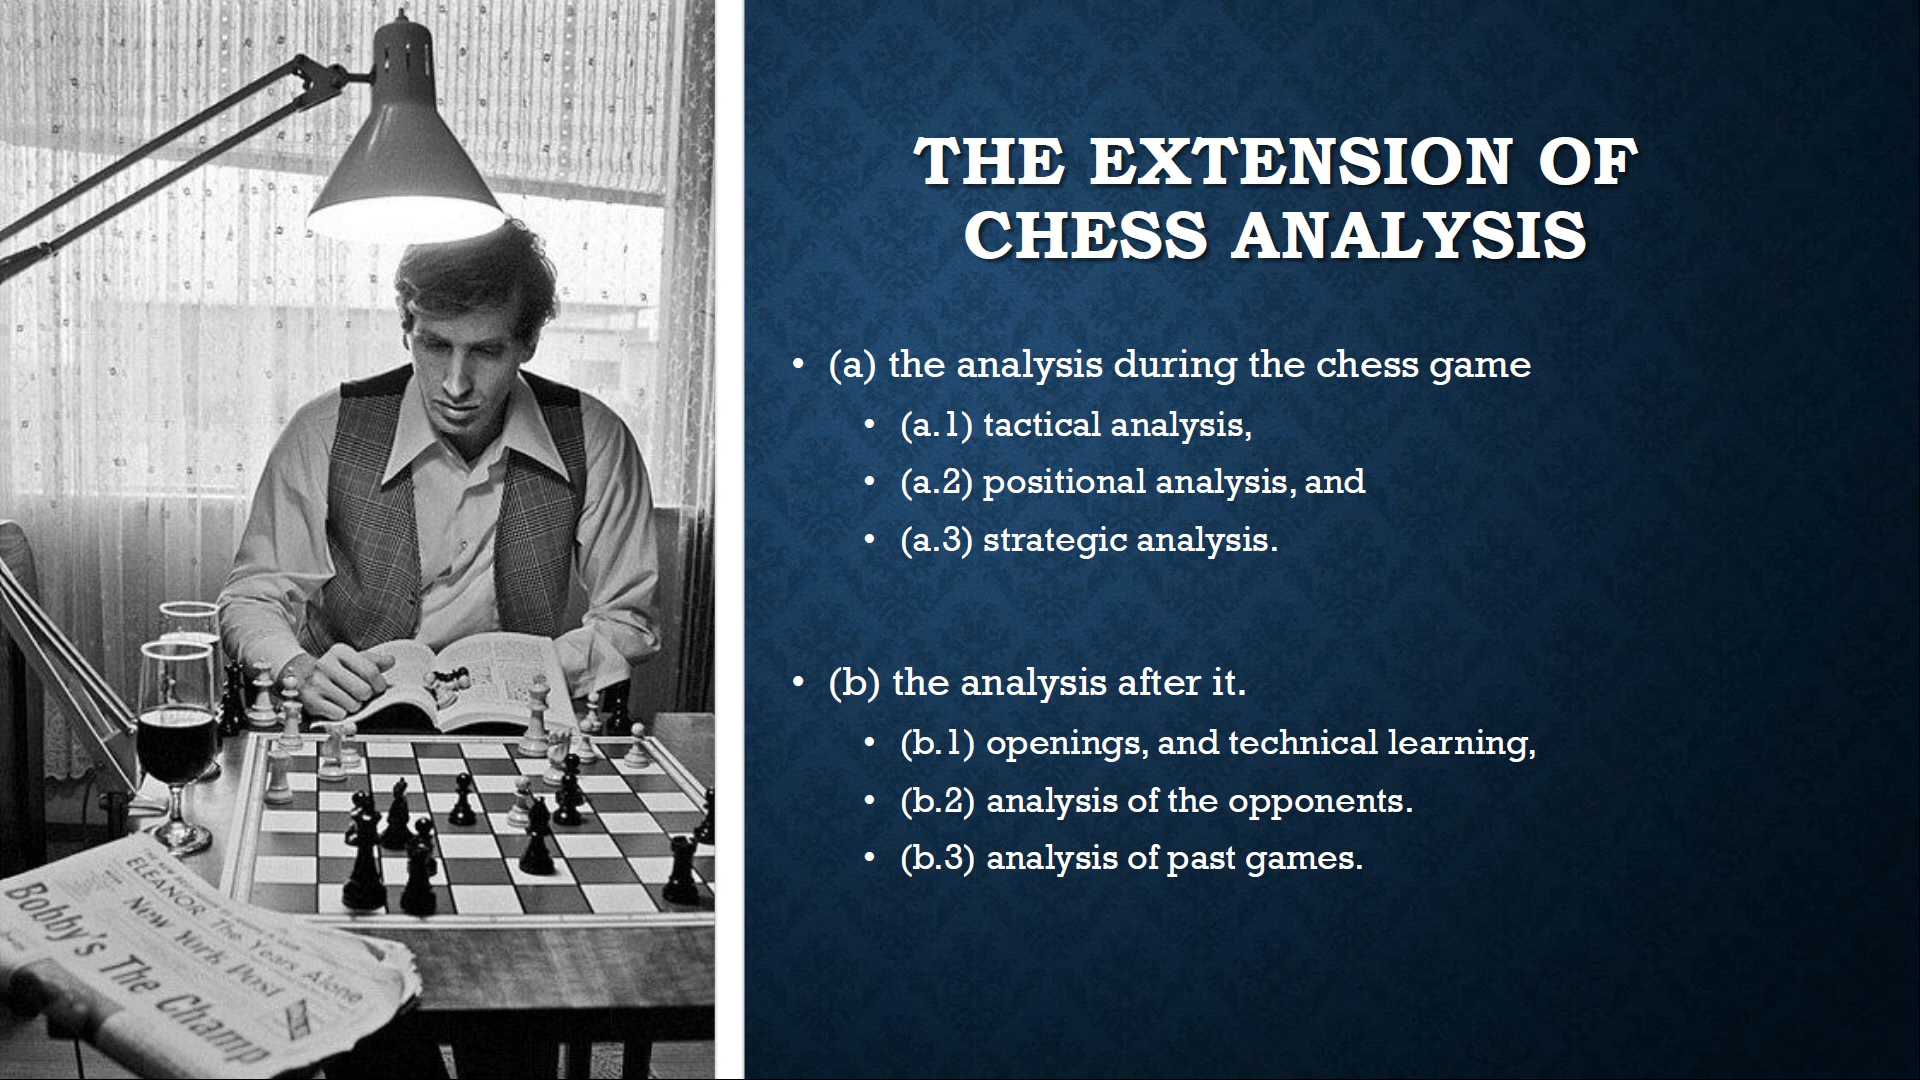 THE EXTENSION OF
CHESS ANALYSIS
• (a) the analysis during the chess game
• (a.1) tactical analysis,
• (a.2) positional analysis, and
• (a.3) strategic analysis.
• (b) the analysis after it.
• (b.1) openings, and technical learning,
• (b.2) analysis of the opponents.
• (b.3) analysis of past games.
ELEANOR The Years Alone
New York Post
Bobby's The Champ